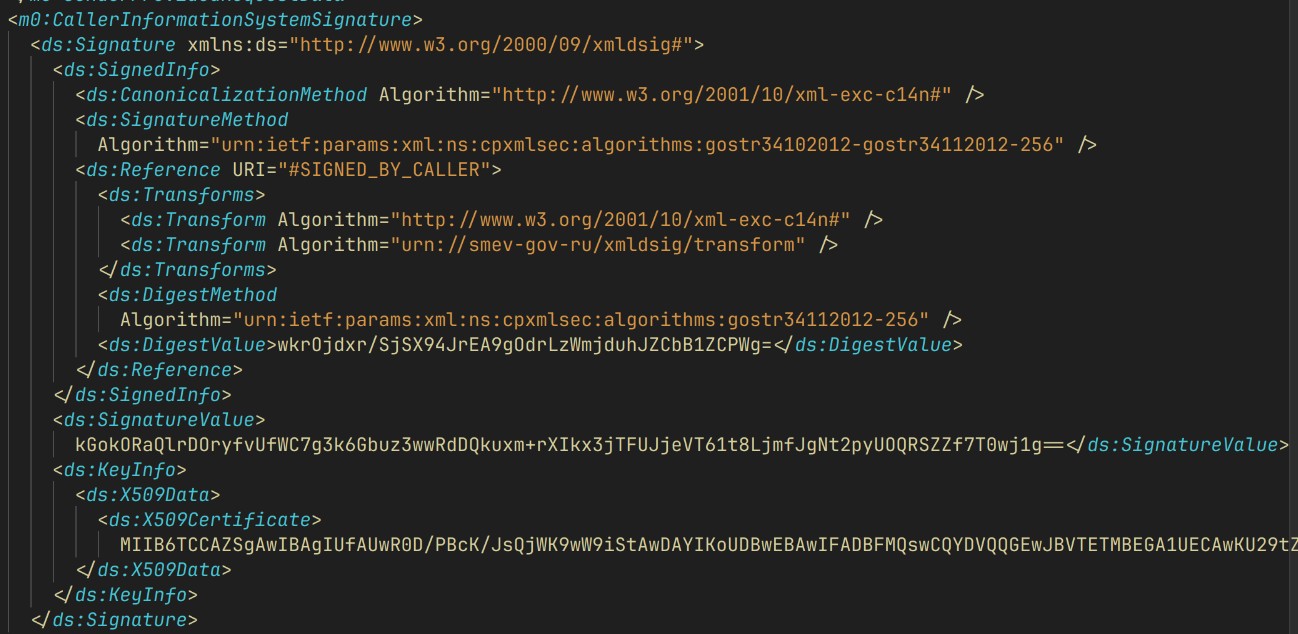 <m0:CallerInformationSystemSignature>
<ds:Signature xmlns:ds="http://www.w3.org/2000/09/xmldsig#">
<ds:SignedInfo>
<ds:CanonicalizationMethod Algorithm="http://www.w3.org/2001/10/xml-exc-c14n#" />
<ds:SignatureMethod
Algorithm="urn:ietf:params:xml:ns:cpxmlsec:algorithms:gostr34102012-gostr34112012-256" />
<ds:Reference URI="#SIGNED_BY_CALLER">
<ds:Transforms>
<ds:Transform Algorithm="http://www.w3.org/2001/10/xml-exc-c14n#" />
<ds:Transform Algorithm="urn://smev-gov-ru/xmldsig/transform" />
</ds:Transforms>
<ds:DigestMethod
Algorithm="urn:ietf:params:xml:ns:cpxmlsec:algorithms:gostr34112012-256" />
<ds:DigestValue>wkrOjdxr/SjSX94JrEA9gOdrLzWmjduhJZCbB1ZCPWg=</ds:DigestValue>
</ds:Reference>
</ds:SignedInfo>
<ds:SignatureValue>
kGokORaQlrDOryfvUfWC7g3k6Gbuz3wwRdDQkuxm+rXIkx3jTFUJjeVT61t8LjmfJgNt2pyUOQRSZZf7T0wj1g==</ds:SignatureValue>
<ds:KeyInfo>
<ds:X509Data>
<ds:X509Certificate>
MIIB6TCCAZSgAwIBAgIUfAUwR0D/PBcK/JsQjWK9wW9iStAwDAYIKoUDBwEBAwIFADBFMQswCQYDVQQGEwJBVTETMBEGA1UECAwKU29tZ
</ds:X509Data>
</ds:KeyInfo>
</ds:Signature>